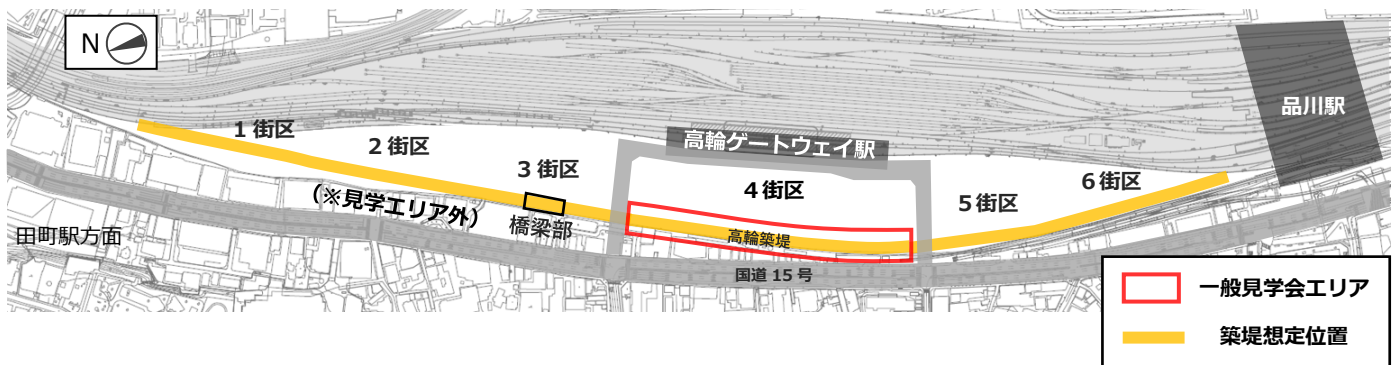 N
1 街区
2 街区
3 街区
高輪ゲートウェイ駅
4 街区
5 街区
6 街区
品川駅
(※見学エリア外)
橋梁部
高輪築堤
田町駅方面
国道 15 号
一般見学会エリア
築堤想定位置